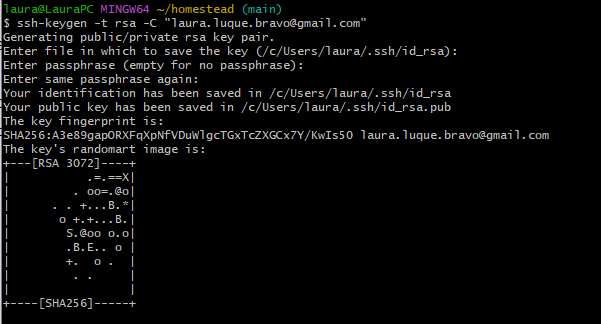 laura@LauraPC MINGW64 ~/homestead (main)
$ ssh-keygen -t rsa -C "laura.luque.bravo@gmail.com"
Generating public/private rsa key pair.
Enter file in which to save the key (/c/Users/laura/.ssh/id_rsa):
Enter passphrase (empty for no passphrase):
Enter same passphrase again:
Your identification has been saved in /c/Users/laura/.ssh/id_rsa
Your public key has been saved in /c/Users/laura/.ssh/id_rsa.pub
The key fingerprint is:
SHA256:A3e89gapORXFqXpNfVDuWlgcTGxTcZXGCx7Y/KwIs5O laura.luque.bravo@gmail.com
The key's randomart image is:
+---[RSA 3072]----+
|          .=.==X|
|        . oo=.@o|
|     . . +...B.*|
|      o +.+...B.|
|       S.@oo o.o|
|       .B.E.. o |
|       +.  o .  |
|        . .     |
|                |
+----[SHA256]-----+